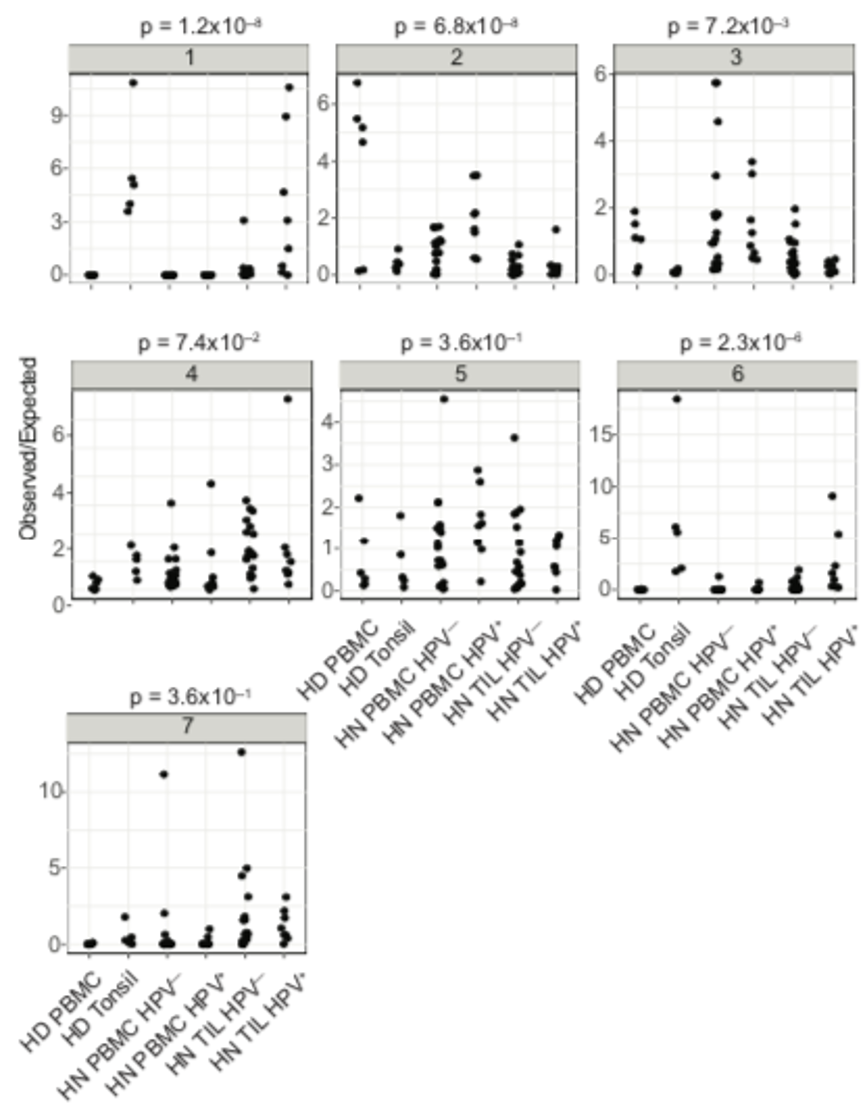 p = 1.2x10⁻⁸ p = 6.8x10⁻⁸ p = 7.2x10⁻³
1 2 3
9 6 3 0
6 4 2 0
6 4 2 0
p = 7.4x10⁻² p = 3.6x10⁻¹ p = 2.3x10⁻⁶
4 5 6
Observed/Expected
6 4 2 0
4 3 2 1 0
15 10 5 0
HD PBMC
HD Tonsil
HN PBMC HPV⁻
HN PBMC HPV⁺
HN TIL HPV⁻
HN TIL HPV⁺
HD PBMC
HD Tonsil
HN PBMC HPV⁻
HN PBMC HPV⁺
HN TIL HPV⁻
HN TIL HPV⁺
p = 3.6x10⁻¹
7
10 5 0
HD PBMC
HD Tonsil
HN PBMC HPV⁻
HN PBMC HPV⁺
HN TIL HPV⁻
HN TIL HPV⁺